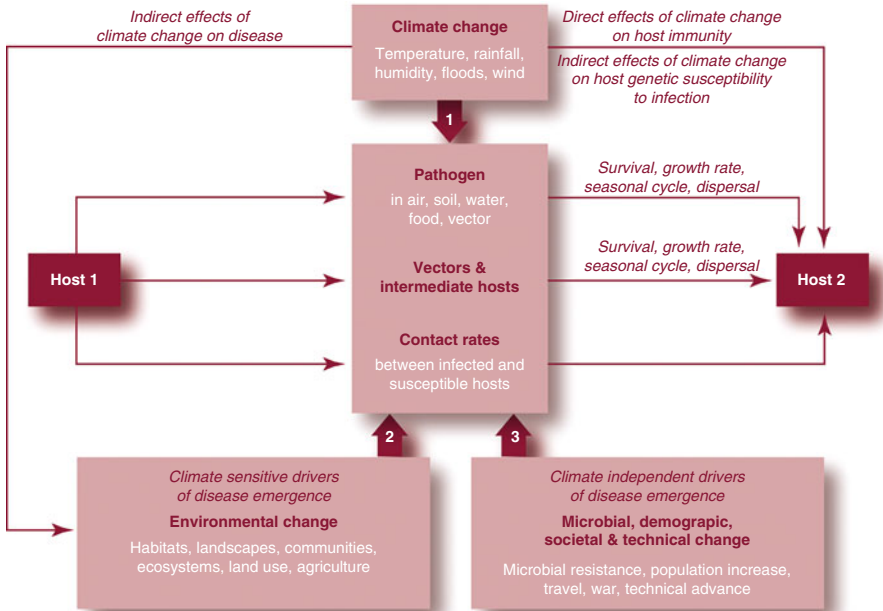 Indirect effects of
climate change on disease
Climate change
Temperature, rainfall,
humidity, floods, wind
Direct effects of climate change
on host immunity
Indirect effects of climate change
on host genetic susceptibility
to infection
1
Pathogen
in air, soil, water,
food, vector
Survival, growth rate,
seasonal cycle, dispersal
Host 1
Vectors &
intermediate hosts
Survival, growth rate,
seasonal cycle, dispersal
Host 2
Contact rates
between infected and
susceptible hosts
2
3
Climate sensitive drivers
of disease emergence
Environmental change
Habitats, landscapes, communities,
ecosystems, land use, agriculture
Climate independent drivers
of disease emergence
Microbial, demograpic,
societal & technical change
Microbial resistance, population increase,
travel, war, technical advance